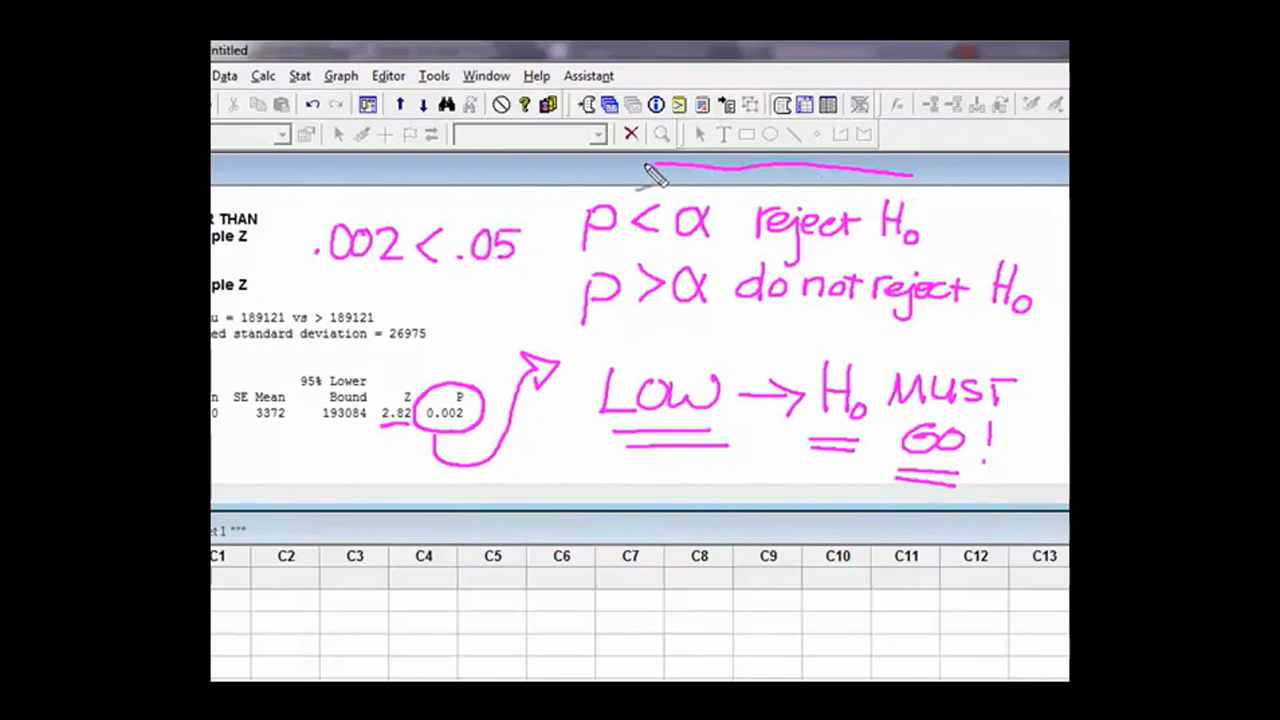 ntitled
Data Calc Stat Graph Editor Tools Window Help Assistant
R THAN
ple Z
.002 < .05
p < α reject H₀
p > α do not reject H₀
ple Z
u = 189121 vs > 189121
ed standard deviation = 26975
95% Lower
n SE Mean Bound Z P
0 3372 193084 2.82 0.002
LOW → H₀ MUST
GO!
et1 ***
C1 C2 C3 C4 C5 C6 C7 C8 C9 C10 C11 C12 C13